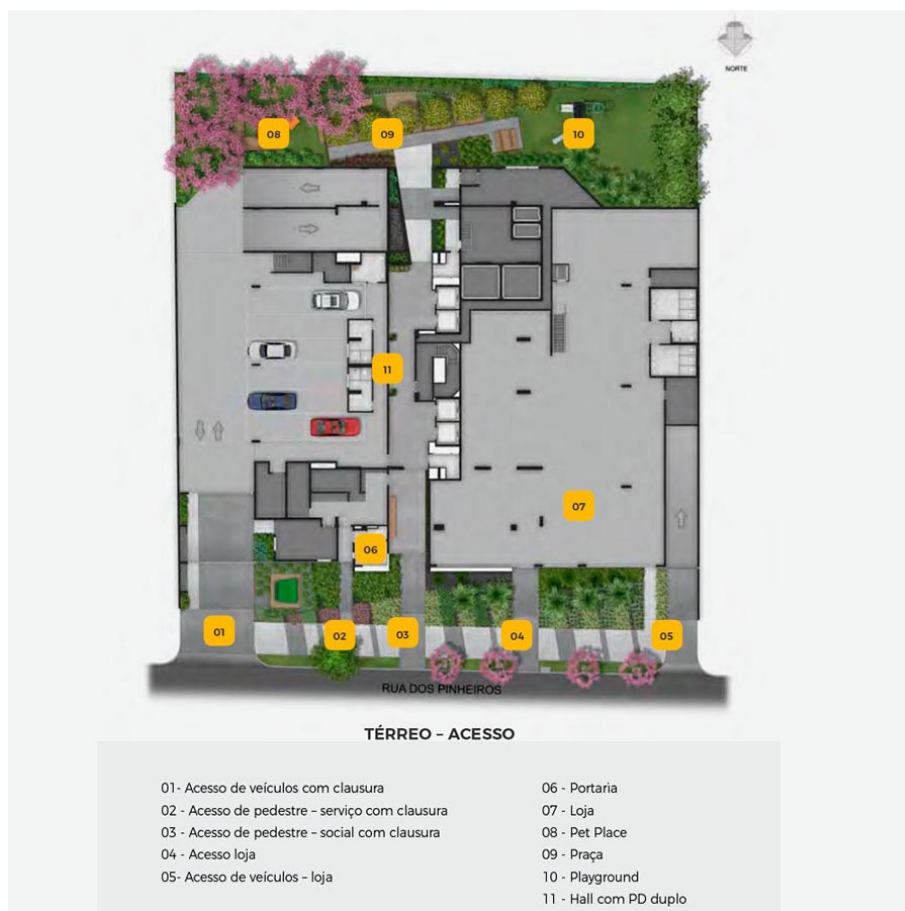 NORTE
08
09
10
11
07
06
01
02
03
04
05
RUA DOS PINHEIROS
TÉRREO – ACESSO
01- Acesso de veículos com clausura
02 - Acesso de pedestre – serviço com clausura
03 - Acesso de pedestre – social com clausura
04 - Acesso loja
05- Acesso de veículos – loja
06 - Portaria
07 - Loja
08 - Pet Place
09 - Praça
10 - Playground
11 - Hall com PD duplo